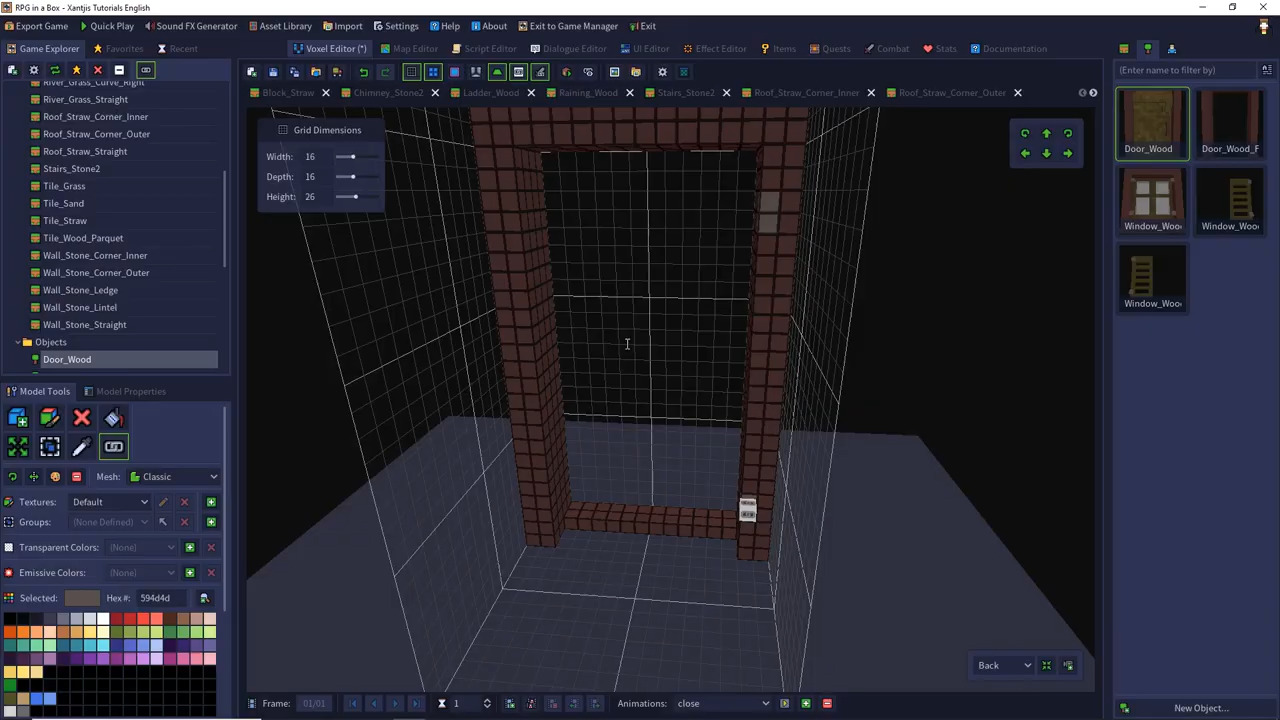 RPG in a Box — Xantjis Tutorials English
Export Game
Quick Play
Sound FX Generator
Asset Library
Import
Settings
Help
About
Exit to Game Manager
Exit
Game Explorer
Favorites
Recent
Voxel Editor (*)
Map Editor
Script Editor
Dialogue Editor
UI Editor
Effect Editor
Items
Quests
Combat
Stats
Documentation
Block_Straw
Chimney_Stone2
Ladder_Wood
Raining_Wood
Stairs_Stone2
Roof_Straw_Corner_Inner
Roof_Straw_Corner_Outer
(Enter name to filter by)
River_Grass_Curve_Right
River_Grass_Straight
Roof_Straw_Corner_Inner
Roof_Straw_Corner_Outer
Roof_Straw_Straight
Stairs_Stone2
Tile_Grass
Tile_Sand
Tile_Straw
Tile_Wood_Parquet
Wall_Stone_Corner_Inner
Wall_Stone_Corner_Outer
Wall_Stone_Ledge
Wall_Stone_Lintel
Wall_Stone_Straight
Objects
Door_Wood
Grid Dimensions
Width: 16
Depth: 16
Height: 26
Door_Wood
Door_Wood_F
Window_Woo
Window_Woo
Window_Woo
Model Tools
Model Properties
Mesh: Classic
Textures: Default
Groups: (None Defined)
Transparent Colors: (None)
Emissive Colors: (None)
Selected: Hex #: 594d4d
Back
Frame: 01/01
1
Animations: close
New Object...